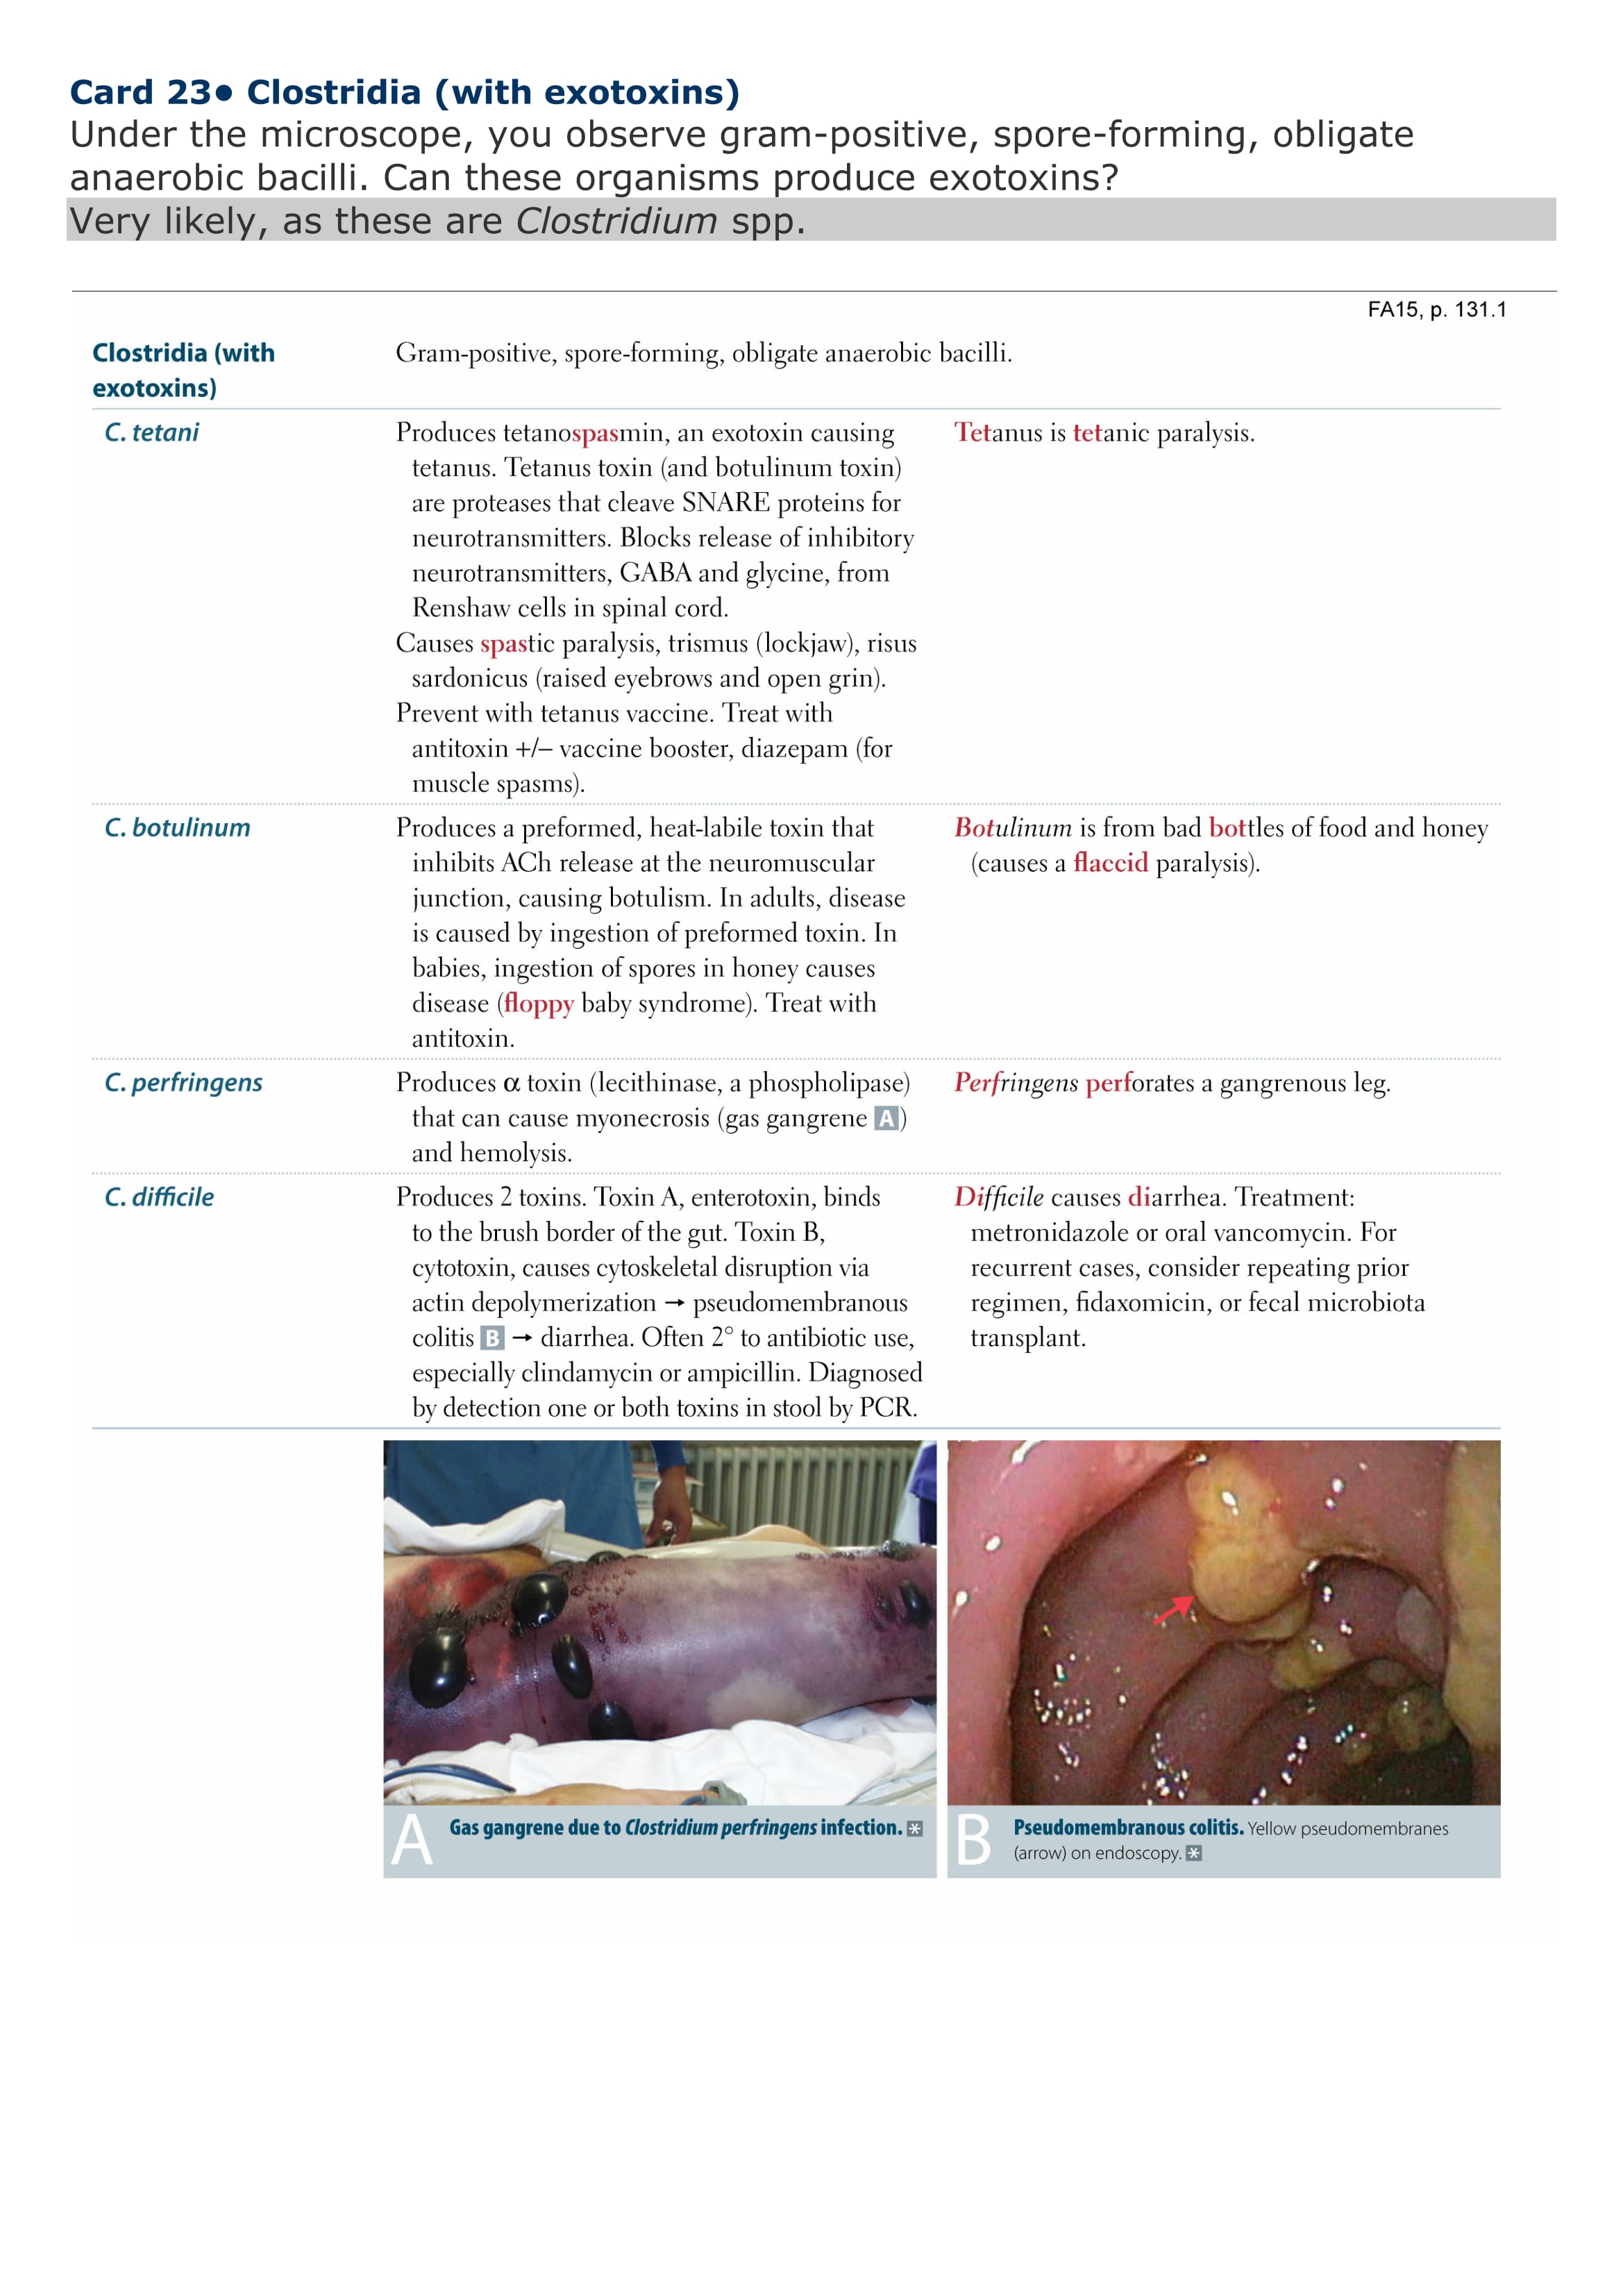 Card 23● Clostridia (with exotoxins)
Under the microscope, you observe gram-positive, spore-forming, obligate
anaerobic bacilli. Can these organisms produce exotoxins?
Very likely, as these are Clostridium spp.
FA15, p. 131.1
Clostridia (with
exotoxins)
Gram-positive, spore-forming, obligate anaerobic bacilli.
C. tetani
Produces tetanospasmin, an exotoxin causing
tetanus. Tetanus toxin (and botulinum toxin)
are proteases that cleave SNARE proteins for
neurotransmitters. Blocks release of inhibitory
neurotransmitters, GABA and glycine, from
Renshaw cells in spinal cord.
Causes spastic paralysis, trismus (lockjaw), risus
sardonicus (raised eyebrows and open grin).
Prevent with tetanus vaccine. Treat with
antitoxin +/– vaccine booster, diazepam (for
muscle spasms).
Tetanus is tetanic paralysis.
C. botulinum
Produces a preformed, heat-labile toxin that
inhibits ACh release at the neuromuscular
junction, causing botulism. In adults, disease
is caused by ingestion of preformed toxin. In
babies, ingestion of spores in honey causes
disease (floppy baby syndrome). Treat with
antitoxin.
Botulinum is from bad bottles of food and honey
(causes a flaccid paralysis).
C. perfringens
Produces α toxin (lecithinase, a phospholipase)
that can cause myonecrosis (gas gangrene A)
and hemolysis.
Perfringens perforates a gangrenous leg.
C. difficile
Produces 2 toxins. Toxin A, enterotoxin, binds
to the brush border of the gut. Toxin B,
cytotoxin, causes cytoskeletal disruption via
actin depolymerization → pseudomembranous
colitis B → diarrhea. Often 2° to antibiotic use,
especially clindamycin or ampicillin. Diagnosed
by detection one or both toxins in stool by PCR.
Difficile causes diarrhea. Treatment:
metronidazole or oral vancomycin. For
recurrent cases, consider repeating prior
regimen, fidaxomicin, or fecal microbiota
transplant.
A
Gas gangrene due to Clostridium perfringens infection. *
B
Pseudomembranous colitis. Yellow pseudomembranes
(arrow) on endoscopy. *